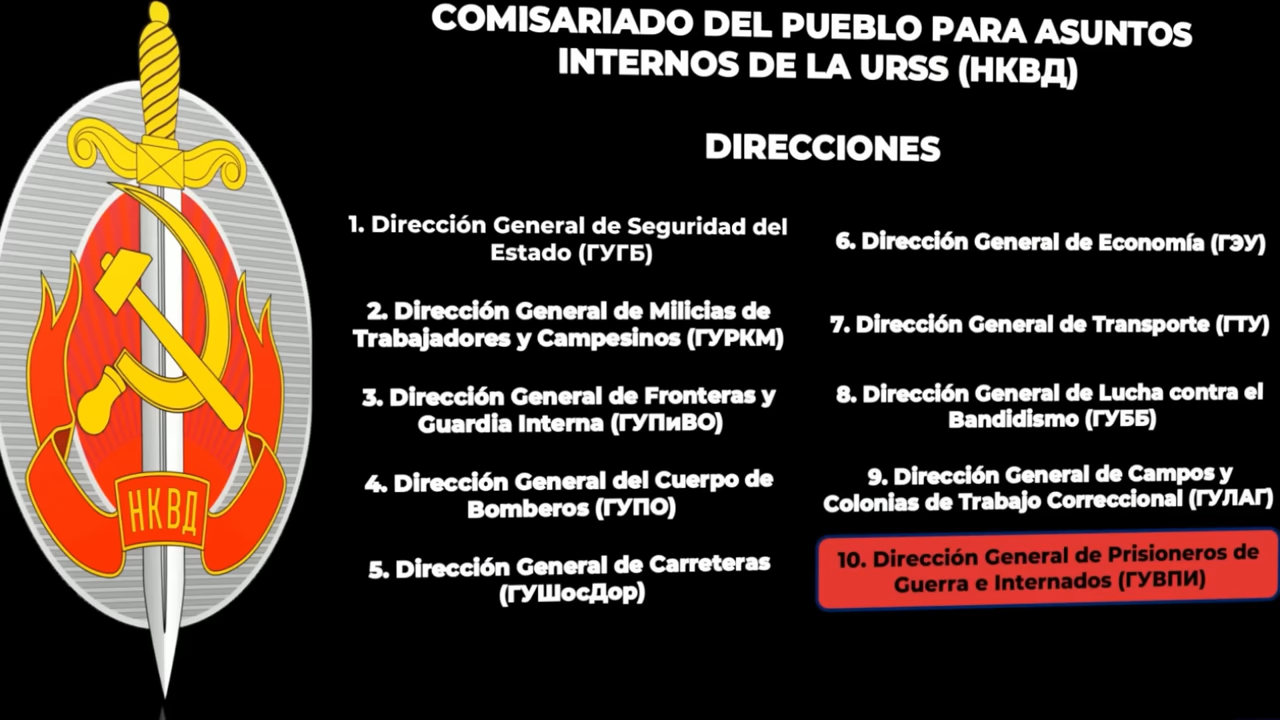 COMISARIADO DEL PUEBLO PARA ASUNTOS
INTERNOS DE LA URSS (НКВД)
DIRECCIONES
1. Dirección General de Seguridad del
Estado (ГУГБ)
2. Dirección General de Milicias de
Trabajadores y Campesinos (ГУРКМ)
3. Dirección General de Fronteras y
Guardia Interna (ГУПиВО)
4. Dirección General del Cuerpo de
Bomberos (ГУПО)
5. Dirección General de Carreteras
(ГУШосДор)
6. Dirección General de Economía (ГЭУ)
7. Dirección General de Transporte (ГТУ)
8. Dirección General de Lucha contra el
Bandidismo (ГУББ)
9. Dirección General de Campos y
Colonias de Trabajo Correccional (ГУЛАГ)
10. Dirección General de Prisioneros de
Guerra e Internados (ГУВПИ)
НКВД